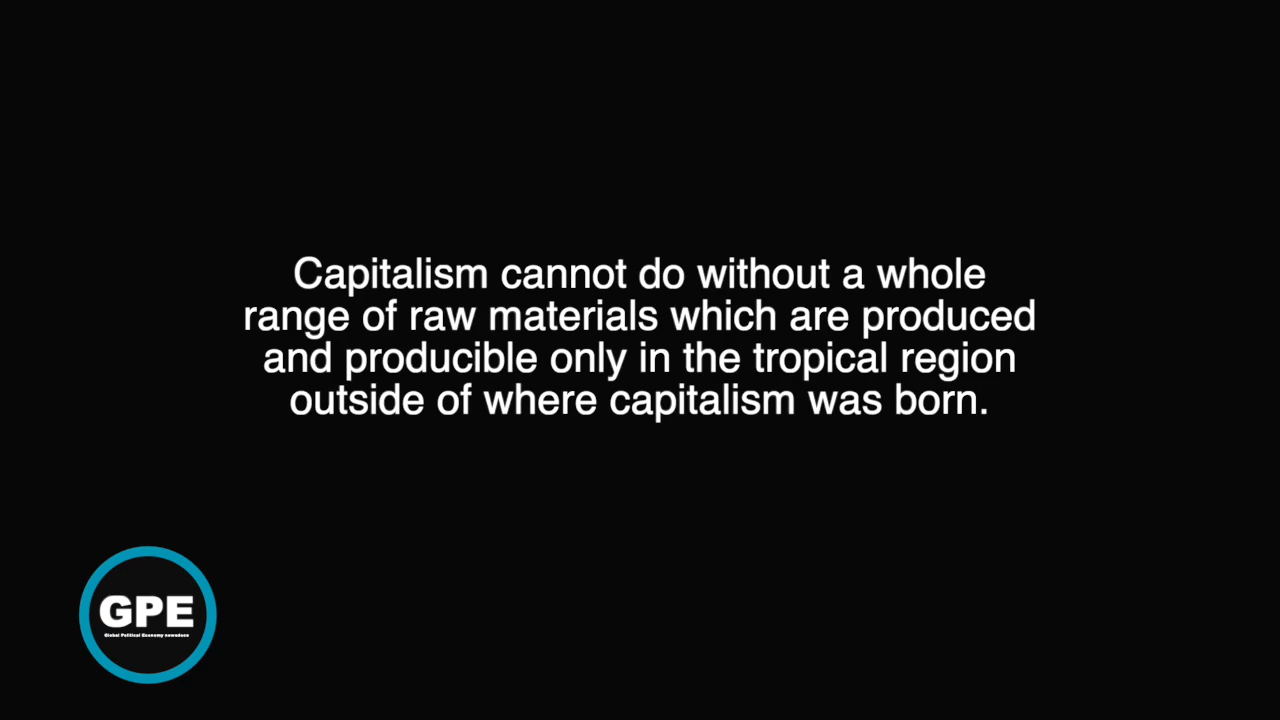 Capitalism cannot do without a whole
range of raw materials which are produced
and producible only in the tropical region
outside of where capitalism was born.
GPE
Global Political Economy newsdocs